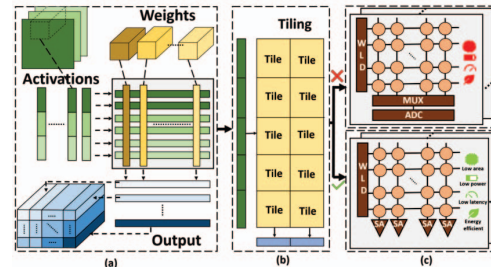 Weights
Activations
Output
(a)
Tiling
Tile Tile
Tile Tile
Tile Tile
Tile Tile
Tile Tile
(b)
WLD
MUX
ADC
WLD
SA SA SA SA
Low area
Low power
Low latency
Energy
efficient
(c)